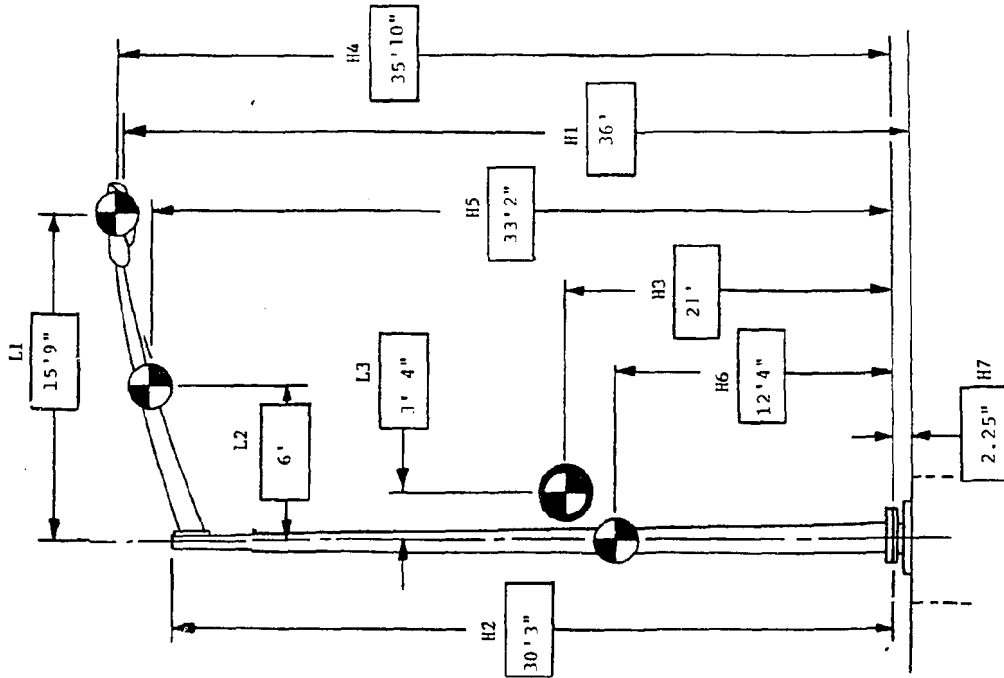 L1
15'9"
L2
6'
L3
3' 4"
H4
35'10"
H1
36'
H5
33'2"
H3
21'
H6
12'4"
H2
30'3"
H7
2.25"